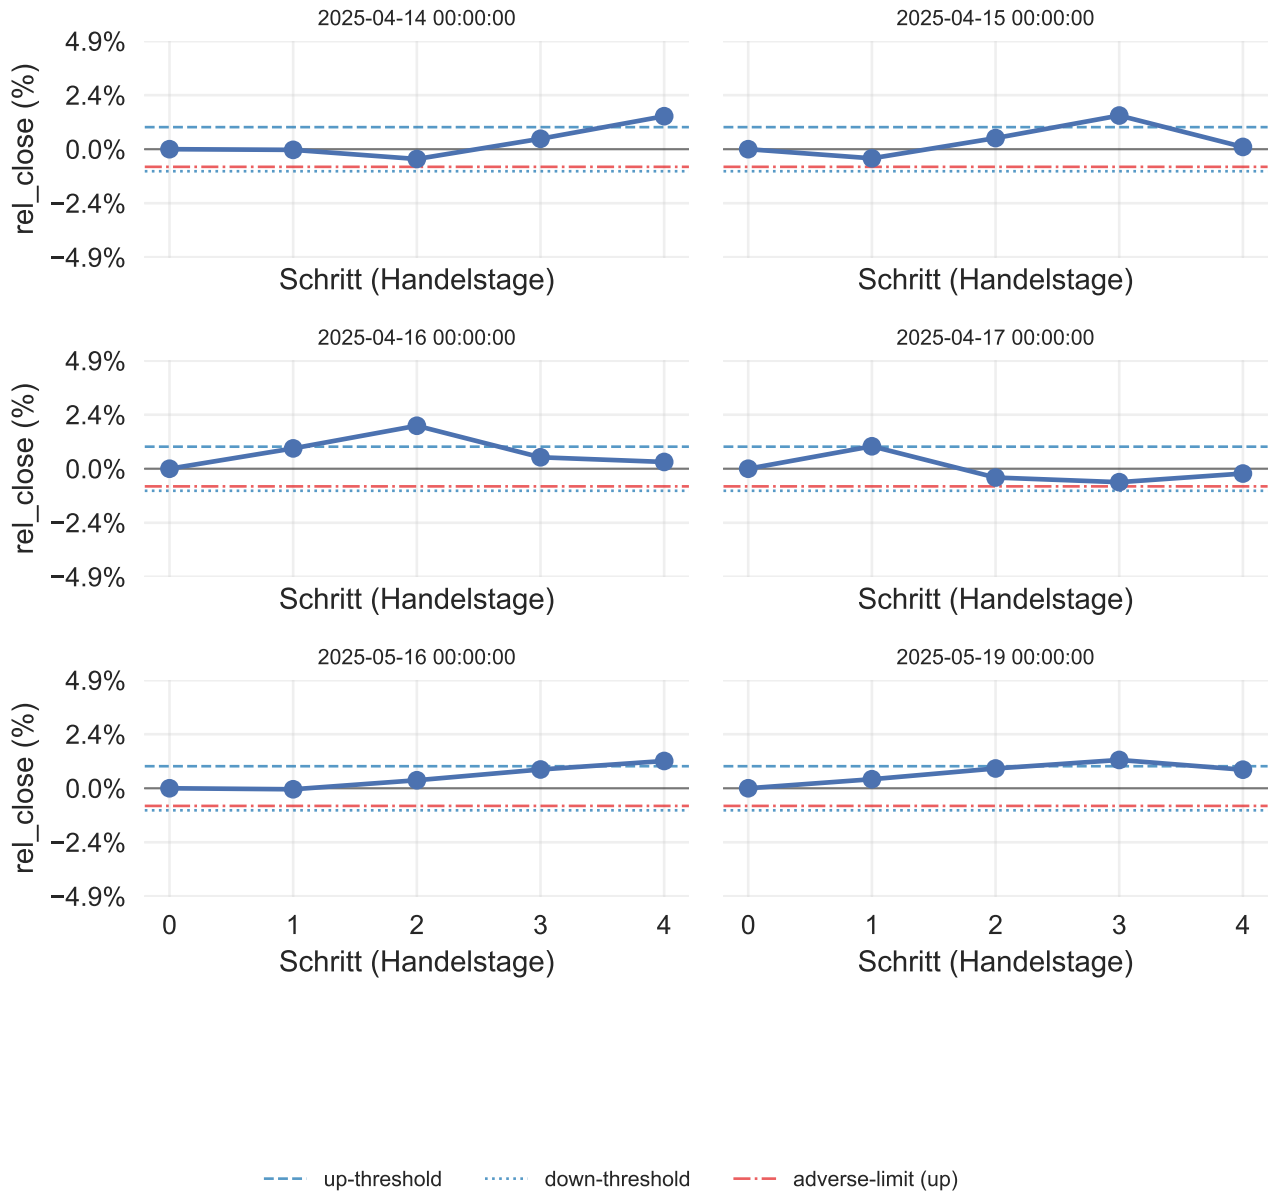 2025-04-14 00:00:00
2025-04-15 00:00:00
4.9%
2.4%
0.0%
−2.4%
−4.9%
rel_close (%)
Schritt (Handelstage)
Schritt (Handelstage)
2025-04-16 00:00:00
2025-04-17 00:00:00
4.9%
2.4%
0.0%
−2.4%
−4.9%
rel_close (%)
Schritt (Handelstage)
Schritt (Handelstage)
2025-05-16 00:00:00
2025-05-19 00:00:00
4.9%
2.4%
0.0%
−2.4%
−4.9%
rel_close (%)
0 1 2 3 4
0 1 2 3 4
Schritt (Handelstage)
Schritt (Handelstage)
up-threshold
down-threshold
adverse-limit (up)